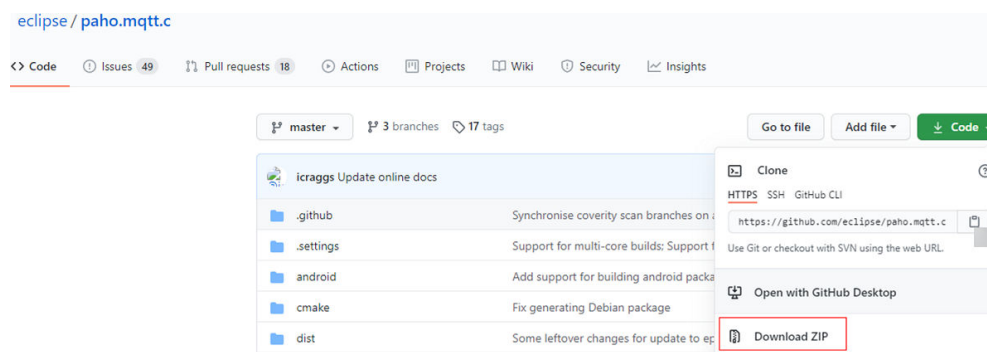 eclipse / paho.mqtt.c
<> Code Issues 49 Pull requests 18 Actions Projects Wiki Security Insights
master 3 branches 17 tags Go to file Add file Code
icraggs Update online docs
.github Synchronise coverity scan branches on
.settings Support for multi-core builds; Support
android Add support for building android
cmake Fix generating Debian package
dist Some leftover changes for update to
Clone
HTTPS SSH GitHub CLI
https://github.com/eclipse/paho.mqtt.c
Use Git or checkout with SVN using the web URL.
Open with GitHub Desktop
Download ZIP